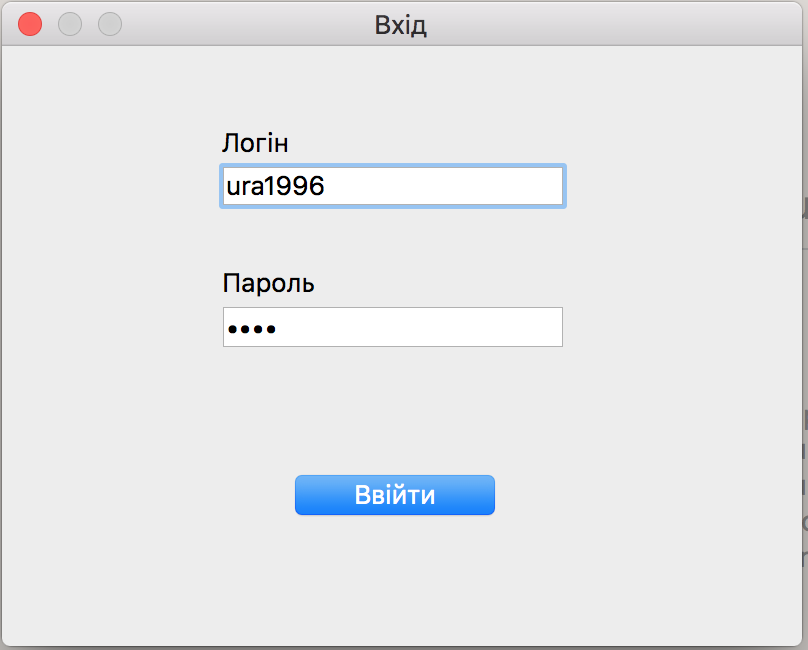 Вхід
Логін
ura1996
Пароль
••••
Ввійти